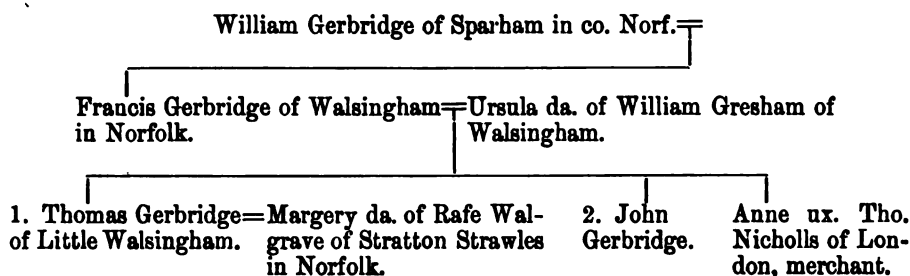 William Gerbridge of Sparham in co. Norf.=
Francis Gerbridge of Walsingham=Ursula da. of William Gresham of
in Norfolk.
Walsingham.
1. Thomas Gerbridge=Margery da. of Rafe Wal-
of Little Walsingham.
grave of Stratton Strawles
in Norfolk.
2. John
Gerbridge.
Anne ux. Tho.
Nicholls of Lon-
don, merchant.